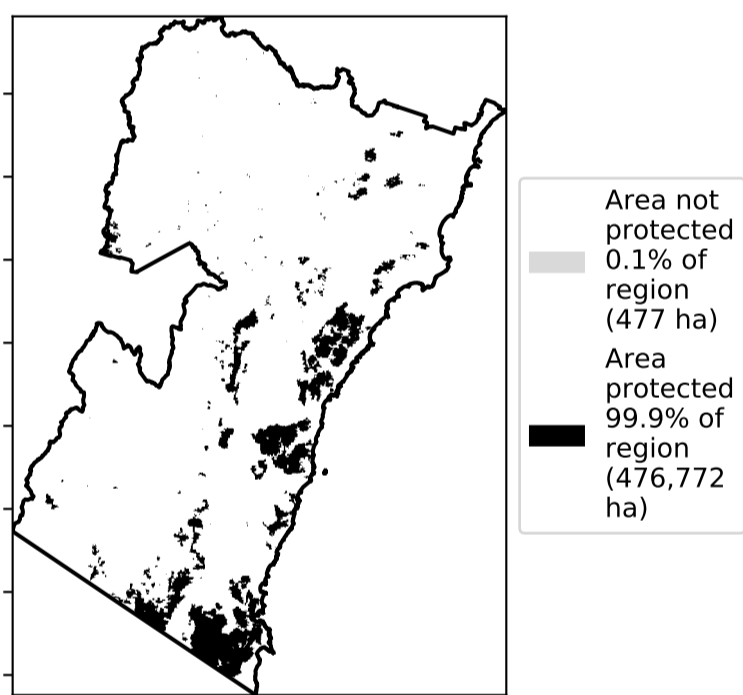 Area not
protected
0.1% of
region
(477 ha)
Area
protected
99.9% of
region
(476,772
ha)